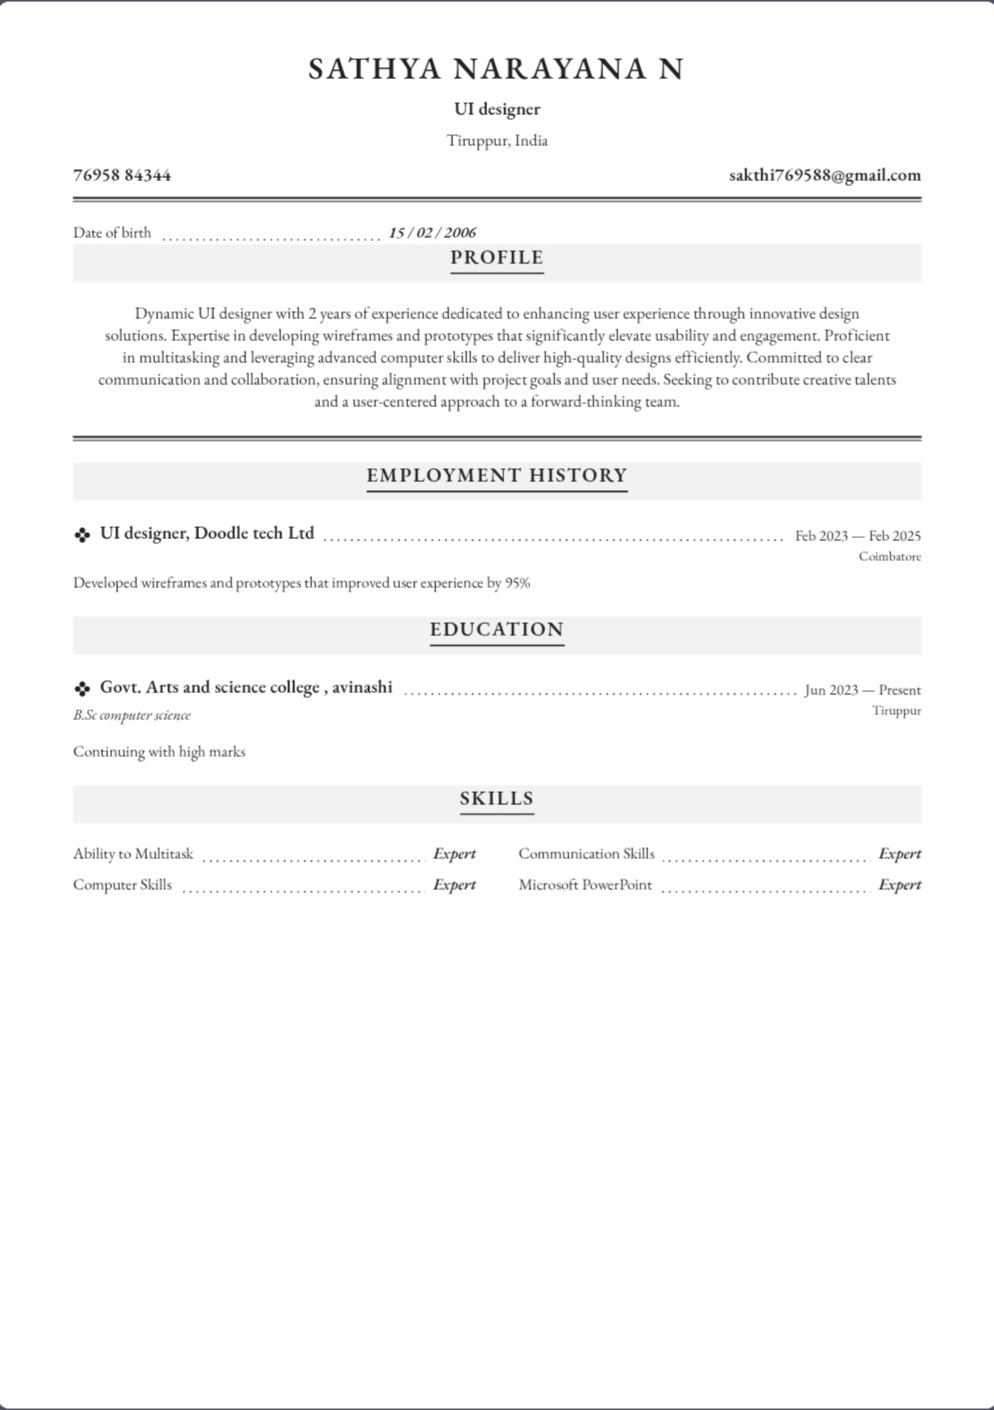 SATHYA NARAYANA N
UI designer
Tiruppur, India
76958 84344 sakthi769588@gmail.com
Date of birth 15 / 02 / 2006
PROFILE
Dynamic UI designer with 2 years of experience dedicated to enhancing user experience through innovative design
solutions. Expertise in developing wireframes and prototypes that significantly elevate usability and engagement. Proficient
in multitasking and leveraging advanced computer skills to deliver high-quality designs efficiently. Committed to clear
communication and collaboration, ensuring alignment with project goals and user needs. Seeking to contribute creative talents
and a user-centered approach to a forward-thinking team.
EMPLOYMENT HISTORY
UI designer, Doodle tech Ltd Feb 2023 — Feb 2025
Coimbatore
Developed wireframes and prototypes that improved user experience by 95%
EDUCATION
Govt. Arts and science college , avinashi Jun 2023 — Present
B.Sc computer science Tiruppur
Continuing with high marks
SKILLS
Ability to Multitask Expert Communication Skills Expert
Computer Skills Expert Microsoft PowerPoint Expert